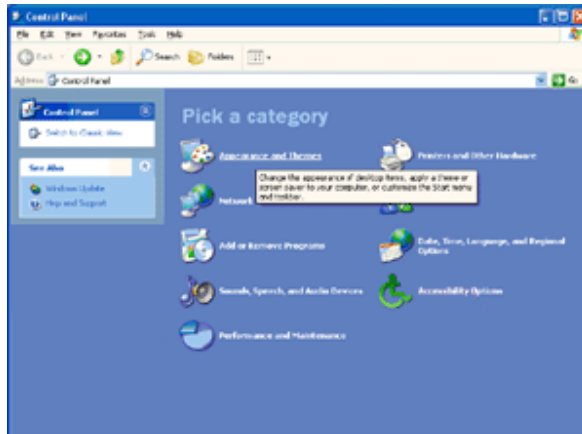 Control Panel
File Edit View Favorites Tools Help
Back Search Folders
Address Control Panel Go
Control Panel
Switch to Classic View
See Also
Windows Update
Help and Support
Pick a category
Appearance and Themes
Printers and Other Hardware
Change the appearance of desktop items, apply a theme or
screen saver to your computer, or customize the Start menu
and taskbar.
Network
Add or Remove Programs
Date, Time, Language, and Regional
Options
Sounds, Speech, and Audio Devices
Accessibility Options
Performance and Maintenance